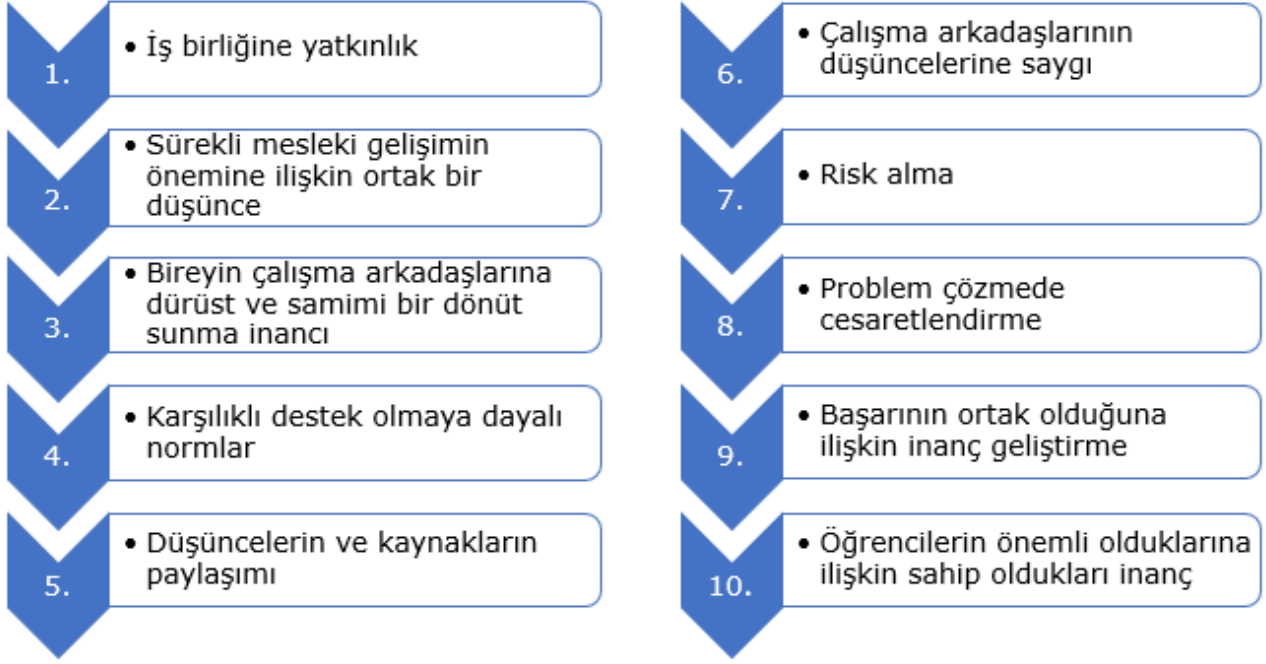 1.
• İş birliğine yatkınlık
2.
• Sürekli mesleki gelişimin
önemine ilişkin ortak bir
düşünce
3.
• Bireyin çalışma arkadaşlarına
dürüst ve samimi bir dönüt
sunma inancı
4.
• Karşılıklı destek olmaya dayalı
normlar
5.
• Düşüncelerin ve kaynakların
paylaşımı
6.
• Çalışma arkadaşlarının
düşüncelerine saygı
7.
• Risk alma
8.
• Problem çözmede
cesaretlendirme
9.
• Başarının ortak olduğuna
ilişkin inanç geliştirme
10.
• Öğrencilerin önemli olduklarına
ilişkin sahip oldukları inanç